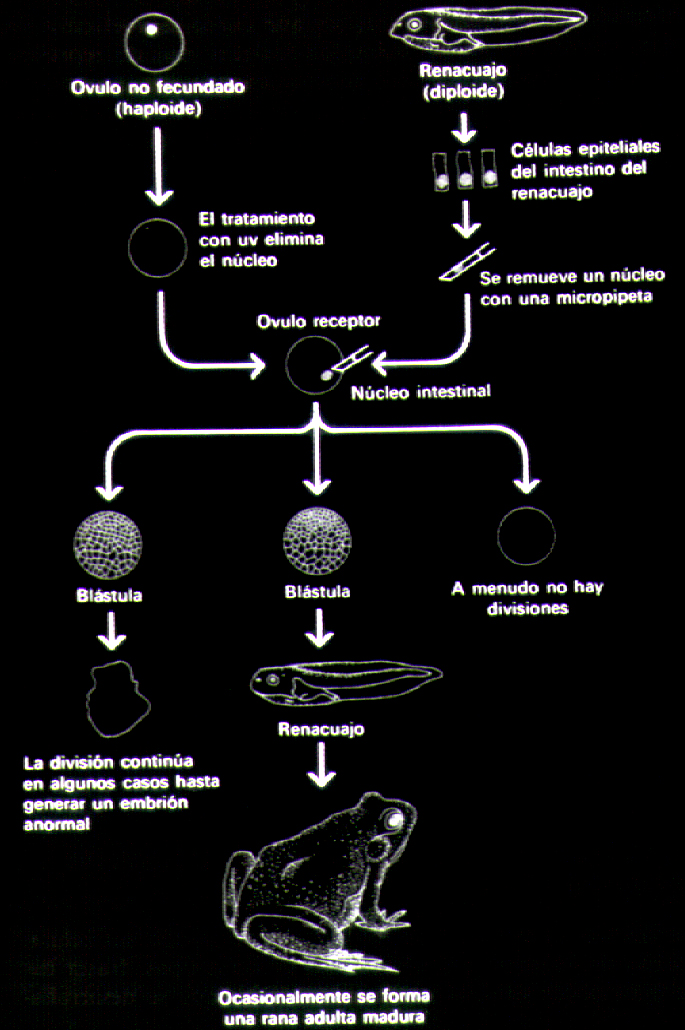 Ovulo no fecundado
(haploide)
Renacuajo
(diploide)
Células epiteliales
del intestino del
renacuajo
El tratamiento
con uv elimina
el núcleo
Se remueve un núcleo
con una micropipeta
Ovulo receptor
Núcleo intestinal
Blástula
Blástula
A menudo no hay
divisiones
Renacuajo
La división continúa
en algunos casos hasta
generar un embrión
anormal
Ocasionalmente se forma
una rana adulta madura